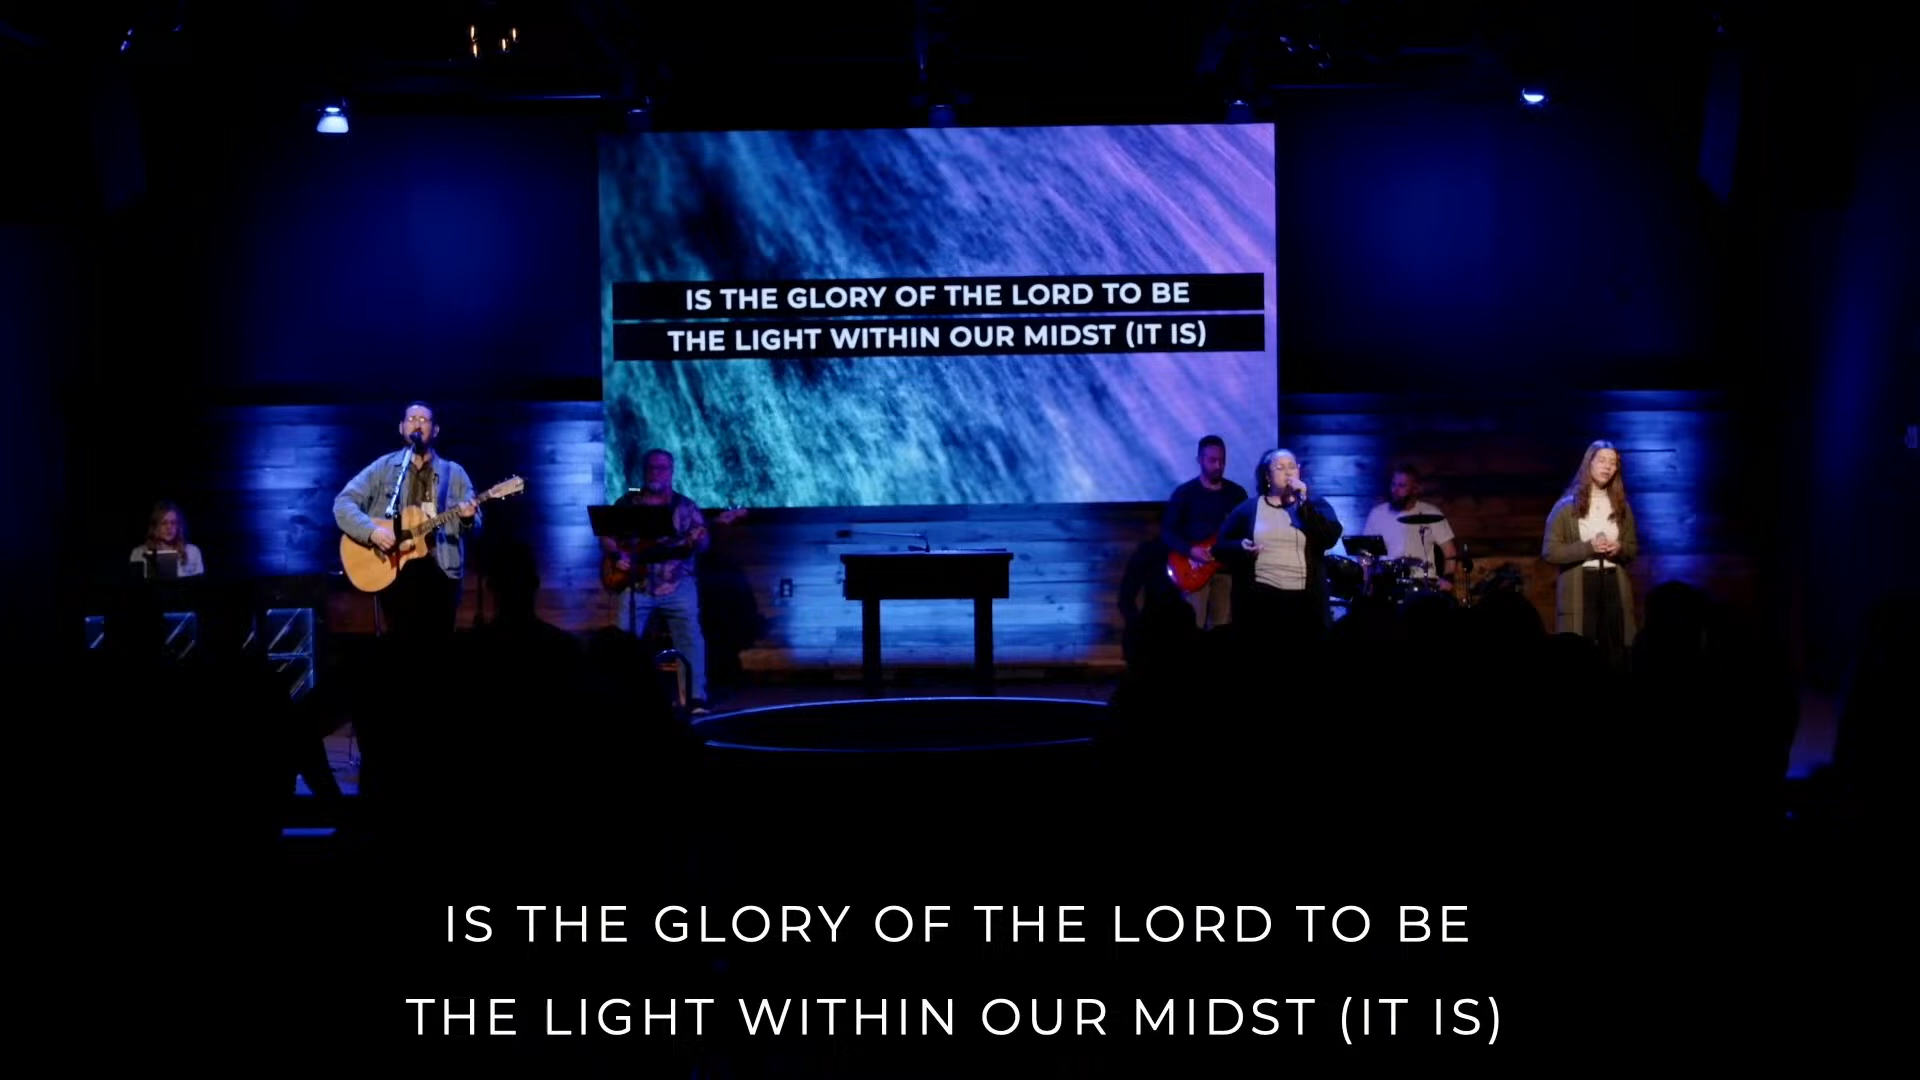 IS THE GLORY OF THE LORD TO BE
THE LIGHT WITHIN OUR MIDST (IT IS)
IS THE GLORY OF THE LORD TO BE
THE LIGHT WITHIN OUR MIDST (IT IS)